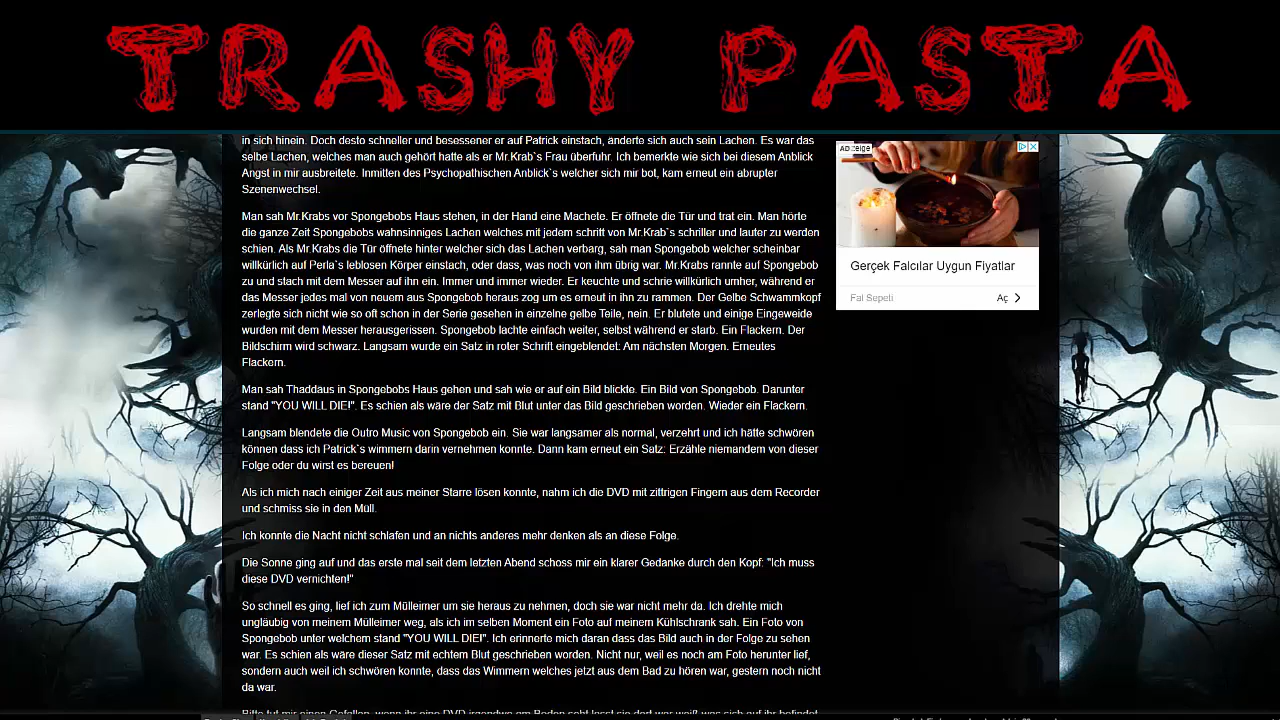 TRASHY PASTA
in sich hinein. Doch desto schneller und besessener er auf Patrick einstach, änderte sich auch sein Lachen. Es war das
selbe Lachen, welches man auch gehört hatte als er Mr.Krab`s Frau überfuhr. Ich bemerkte wie sich bei diesem Anblick
Angst in mir ausbreitete. Inmitten des Psychopathischen Anblick`s welcher sich mir bot, kam erneut ein abrupter
Szenenwechsel.
Man sah Mr.Krabs vor Spongebobs Haus stehen, in der Hand eine Machete. Er öffnete die Tür und trat ein. Man hörte
die ganze Zeit Spongebobs wahnsinniges Lachen welches mit jedem schritt von Mr.Krab`s schriller und lauter zu werden
schien. Als Mr.Krabs die Tür öffnete hinter welcher sich das Lachen verbarg, sah man Spongebob welcher scheinbar
willkürlich auf Perla`s leblosen Körper einstach, oder dass, was noch von ihm übrig war. Mr.Krabs rannte auf Spongebob
zu und stach mit dem Messer auf ihn ein. Immer und immer wieder. Er keuchte und schrie willkürlich umher, während er
das Messer jedes mal von neuem aus Spongebob heraus zog um es erneut in ihn zu rammen. Der Gelbe Schwammkopf
zerlegte sich nicht wie so oft schon in der Serie gesehen in einzelne gelbe Teile, nein. Er blutete und einige Eingeweide
wurden mit dem Messer herausgerissen. Spongebob lachte einfach weiter, selbst während er starb. Ein Flackern. Der
Bildschirm wird schwarz. Langsam wurde ein Satz in roter Schrift eingeblendet: Am nächsten Morgen. Erneutes
Flackern.
Man sah Thaddäus in Spongebobs Haus gehen und sah wie er auf ein Bild blickte. Ein Bild von Spongebob. Darunter
stand "YOU WILL DIE!". Es schien als wäre der Satz mit Blut unter das Bild geschrieben worden. Wieder ein Flackern.
Langsam blendete die Outro Music von Spongebob ein. Sie war langsamer als normal, verzehrt und ich hätte schwören
können dass ich Patrick`s wimmern darin vernehmen konnte. Dann kam erneut ein Satz: Erzähle niemandem von dieser
Folge oder du wirst es bereuen!
Als ich mich nach einiger Zeit aus meiner Starre lösen konnte, nahm ich die DVD mit zittrigen Fingern aus dem Recorder
und schmiss sie in den Müll.
Ich konnte die Nacht nicht schlafen und an nichts anderes mehr denken als an diese Folge.
Die Sonne ging auf und das erste mal seit dem letzten Abend schoss mir ein klarer Gedanke durch den Kopf: "Ich muss
diese DVD vernichten!"
So schnell es ging, lief ich zum Mülleimer um sie heraus zu nehmen, doch sie war nicht mehr da. Ich drehte mich
ungläubig von meinem Mülleimer weg, als ich im selben Moment ein Foto auf meinem Kühlschrank sah. Ein Foto von
Spongebob unter welchem stand "YOU WILL DIE!". Ich erinnerte mich daran dass das Bild auch in der Folge zu sehen
war. Es schien als wäre dieser Satz mit echtem Blut geschrieben worden. Nicht nur, weil es noch am Foto herunter lief,
sondern auch weil ich schwören konnte, dass das Wimmern welches jetzt aus dem Bad zu hören war, gestern noch nicht
da war.
Gerçek Falcılar Uygun Fiyatlar
Fal Sepeti
Aç